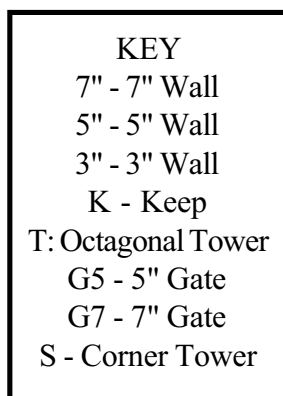 KEY
7" - 7" Wall
5" - 5" Wall
3" - 3" Wall
K - Keep
T: Octagonal Tower
G5 - 5" Gate
G7 - 7" Gate
S - Corner Tower